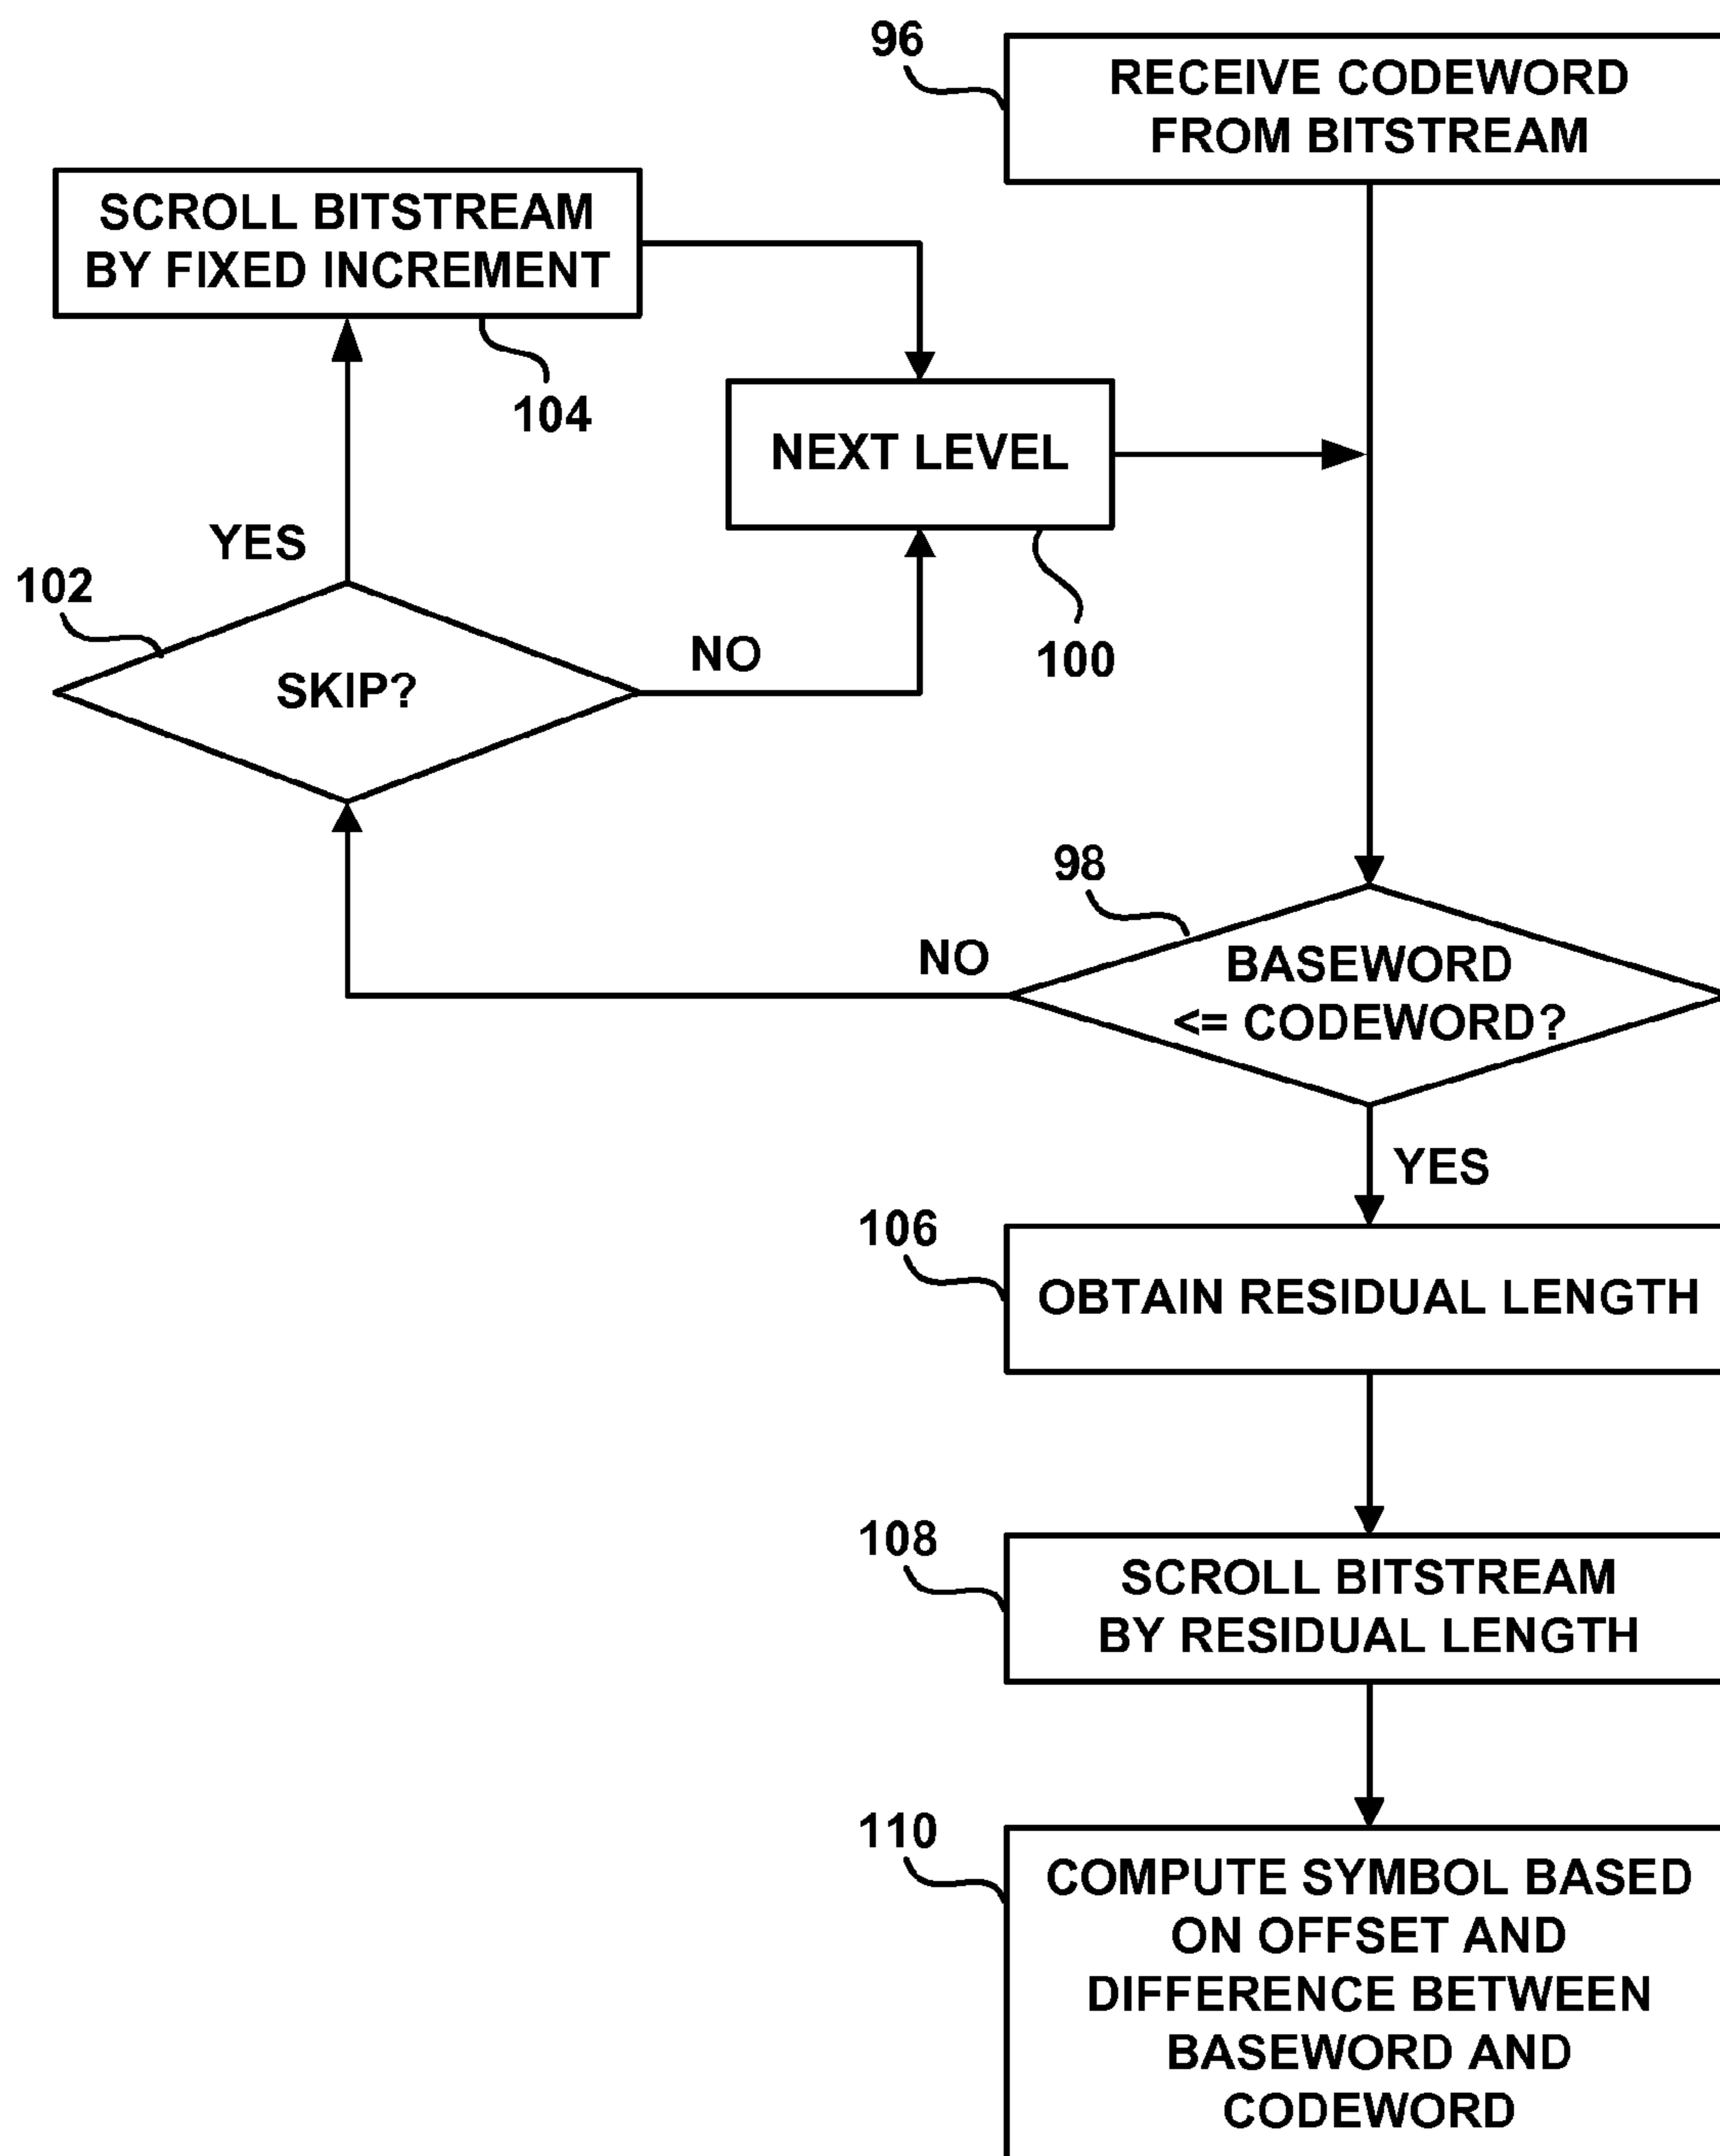 96
RECEIVE CODEWORD
FROM BITSTREAM
SCROLL BITSTREAM
BY FIXED INCREMENT
104
NEXT LEVEL
100
YES
102
SKIP?
NO
98
NO
BASEWORD
<= CODEWORD?
YES
106
OBTAIN RESIDUAL LENGTH
108
SCROLL BITSTREAM
BY RESIDUAL LENGTH
110
COMPUTE SYMBOL BASED
ON OFFSET AND
DIFFERENCE BETWEEN
BASEWORD AND
CODEWORD